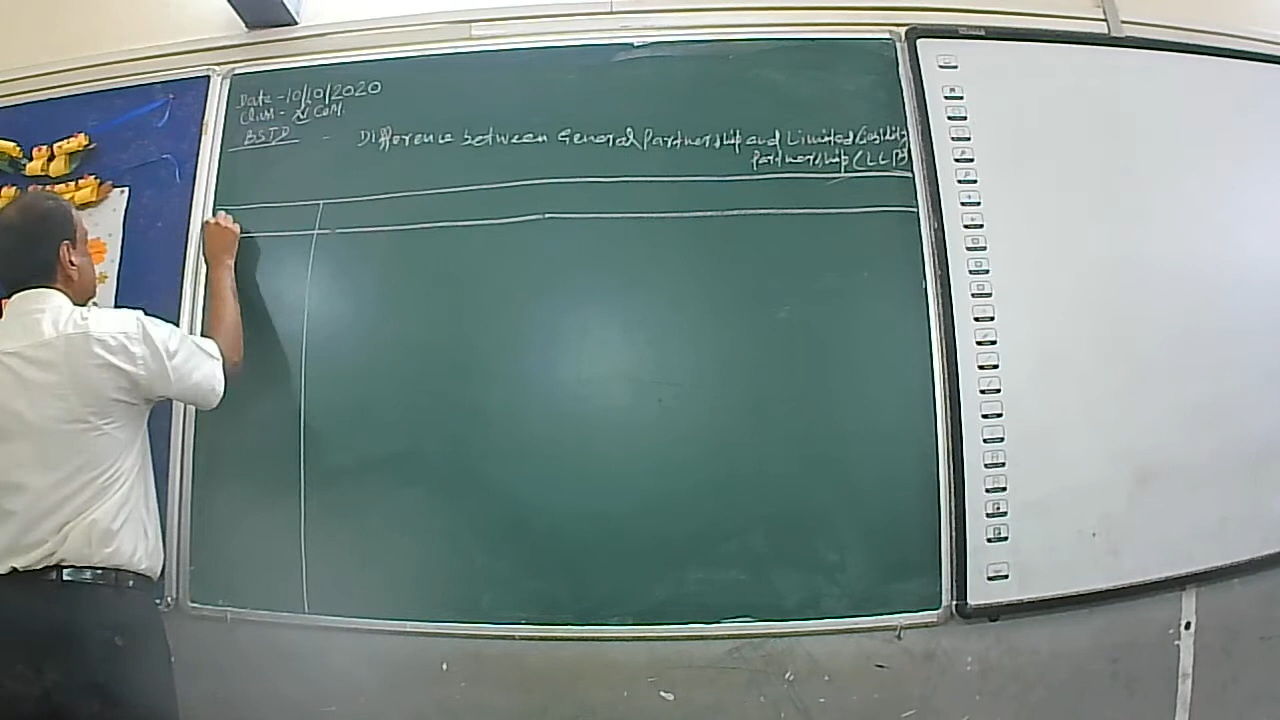 Date - 10/10/2020
Class - XI Com.
BSTD - Difference between General Partnership and Limited Liability
Partnership (LLP)